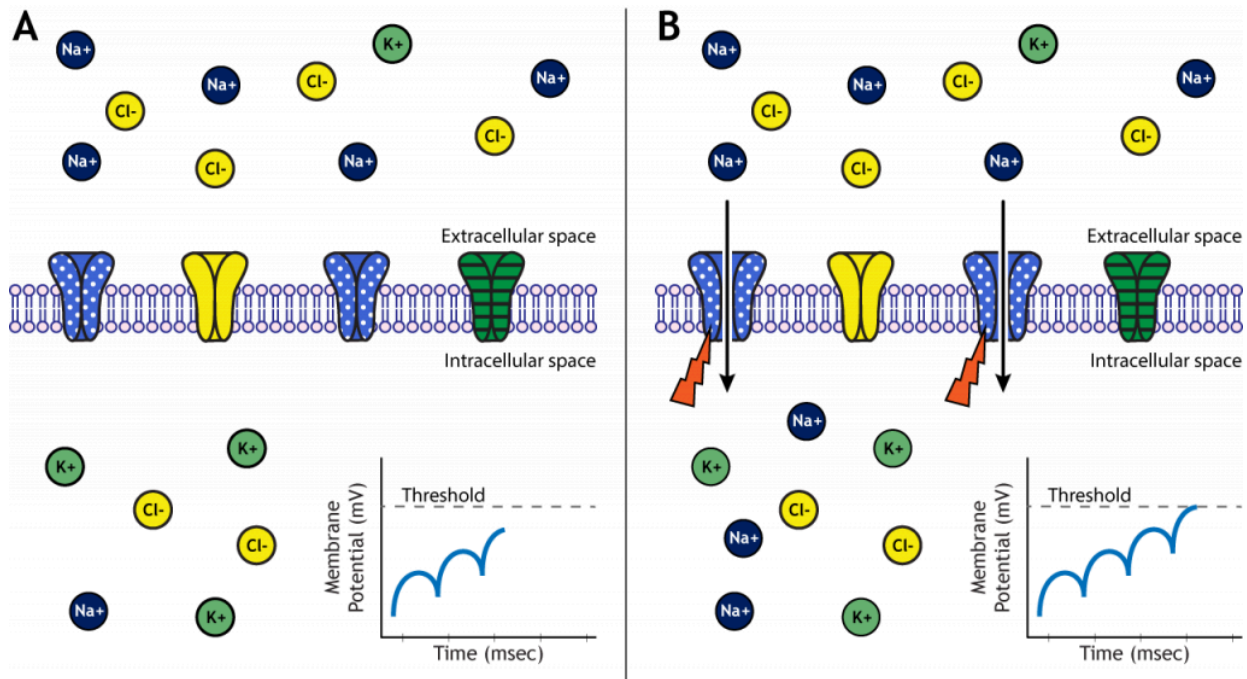 A
Na+
K+
Cl-
Na+
Na+
Cl-
Cl-
Na+
Cl-
Na+
Extracellular space
Intracellular space
K+
K+
Cl-
Cl-
Na+
K+
Threshold
Membrane
Potential (mV)
Time (msec)
B
Na+
K+
Cl-
Na+
Na+
Cl-
Cl-
Na+
Cl-
Na+
Extracellular space
Intracellular space
Na+
K+
K+
Cl-
Na+
Cl-
Na+
K+
Threshold
Membrane
Potential (mV)
Time (msec)